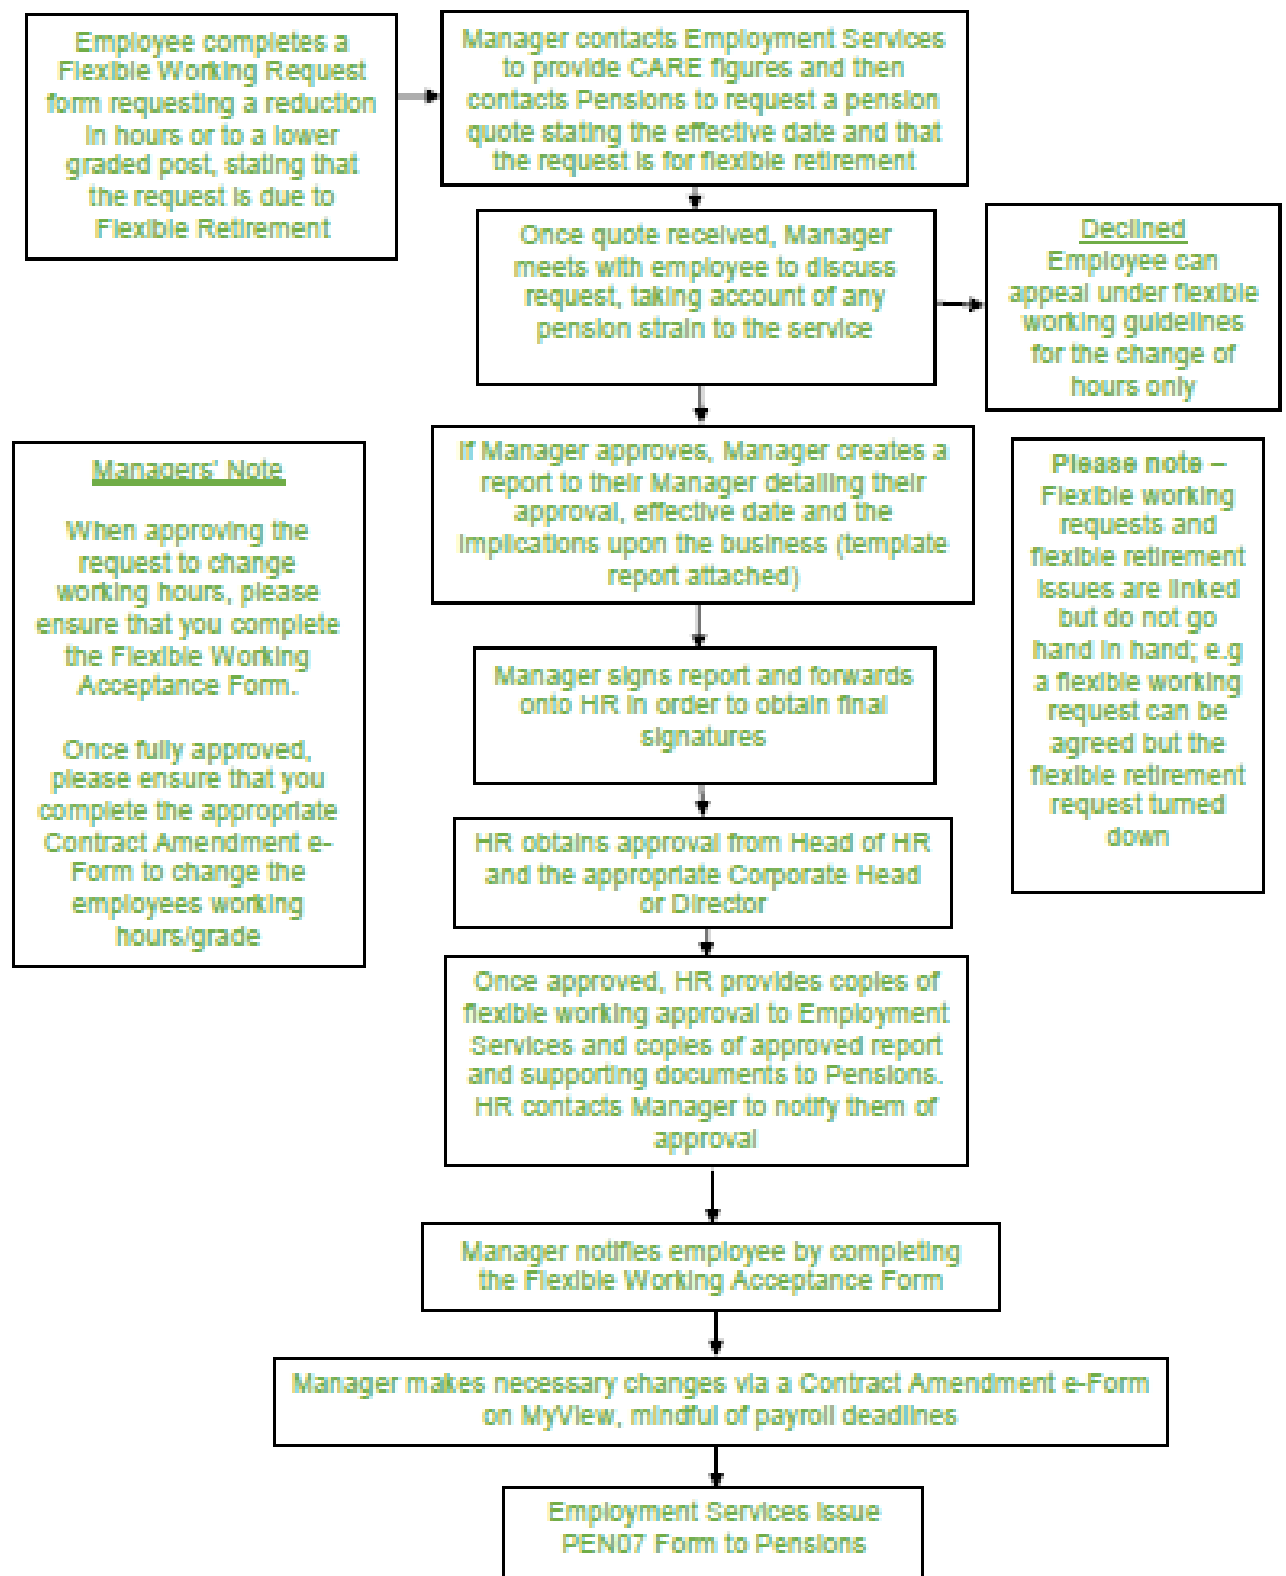 Employee completes a
Flexible Working Request
form requesting a reduction
in hours or to a lower
graded post, stating that
the request is due to
Flexible Retirement
Manager contacts Employment Services
to provide CARE figures and then
contacts Pensions to request a pension
quote stating the effective date and that
the request is for flexible retirement
Once quote received, Manager
meets with employee to discuss
request, taking account of any
pension strain to the service
Declined
Employee can
appeal under flexible
working guidelines
for the change of
hours only
If Manager approves, Manager creates a
report to their Manager detailing their
approval, effective date and the
implications upon the business (template
report attached)
Managers' Note
When approving the
request to change
working hours, please
ensure that you complete
the Flexible Working
Acceptance Form.
Once fully approved,
please ensure that you
complete the appropriate
Contract Amendment e-
Form to change the
employees working
hours/grade
Please note –
Flexible working
requests and
flexible retirement
issues are linked
but do not go
hand in hand; e.g
a flexible working
request can be
agreed but the
flexible retirement
request turned
down
Manager signs report and forwards
onto HR in order to obtain final
signatures
HR obtains approval from Head of HR
and the appropriate Corporate Head
or Director
Once approved, HR provides copies of
flexible working approval to Employment
Services and copies of approved report
and supporting documents to Pensions.
HR contacts Manager to notify them of
approval
Manager notifies employee by completing
the Flexible Working Acceptance Form
Manager makes necessary changes via a Contract Amendment e-Form
on MyView, mindful of payroll deadlines
Employment Services issue
PEN07 Form to Pensions